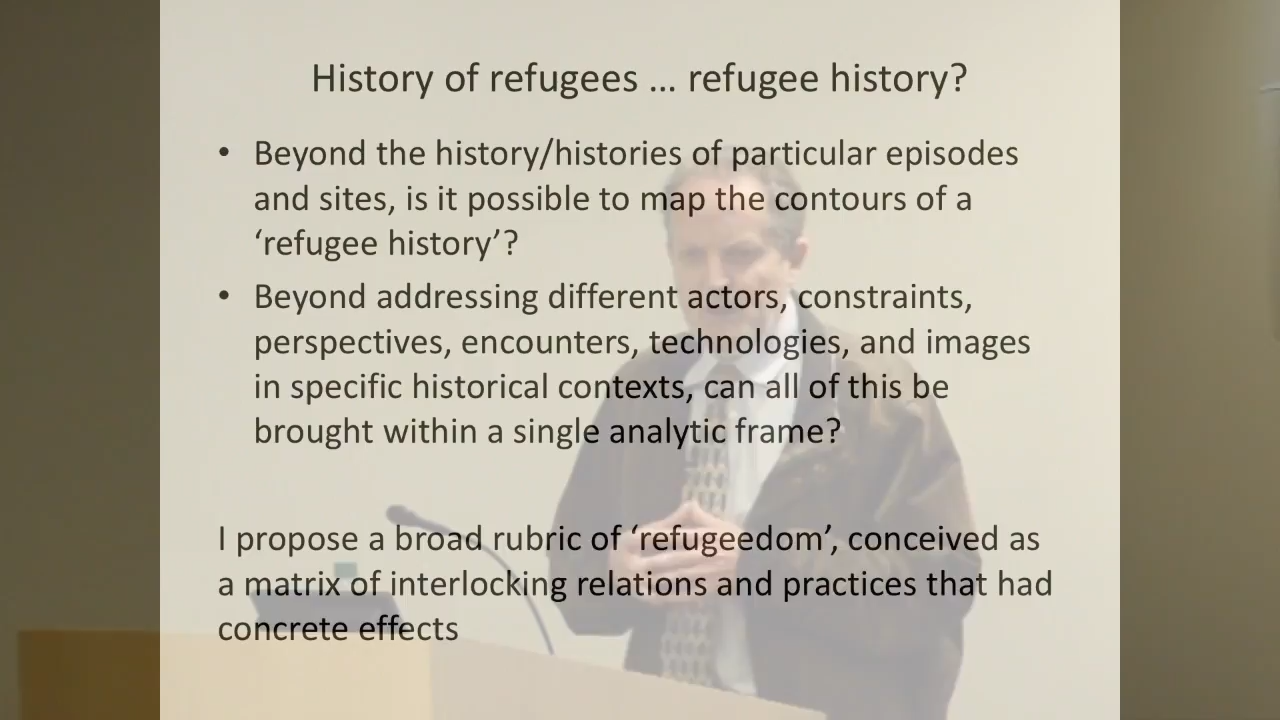 History of refugees … refugee history?
• Beyond the history/histories of particular episodes
and sites, is it possible to map the contours of a
‘refugee history’?
• Beyond addressing different actors, constraints,
perspectives, encounters, technologies, and images
in specific historical contexts, can all of this be
brought within a single analytic frame?
I propose a broad rubric of ‘refugeedom’, conceived as
a matrix of interlocking relations and practices that had
concrete effects